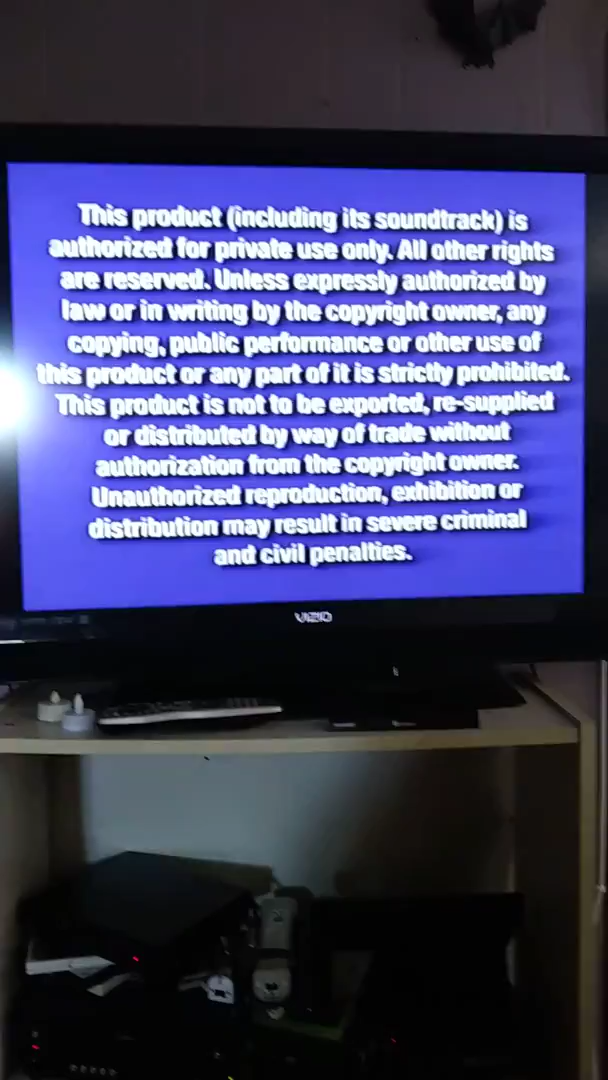 This product (including its soundtrack) is
authorized for private use only. All other rights
are reserved. Unless expressly authorized by
law or in writing by the copyright owner, any
copying, public performance or other use of
this product or any part of it is strictly prohibited.
This product is not to be exported, re-supplied
or distributed by way of trade without
authorization from the copyright owner.
Unauthorized reproduction, exhibition or
distribution may result in severe criminal
and civil penalties.
VIZIO